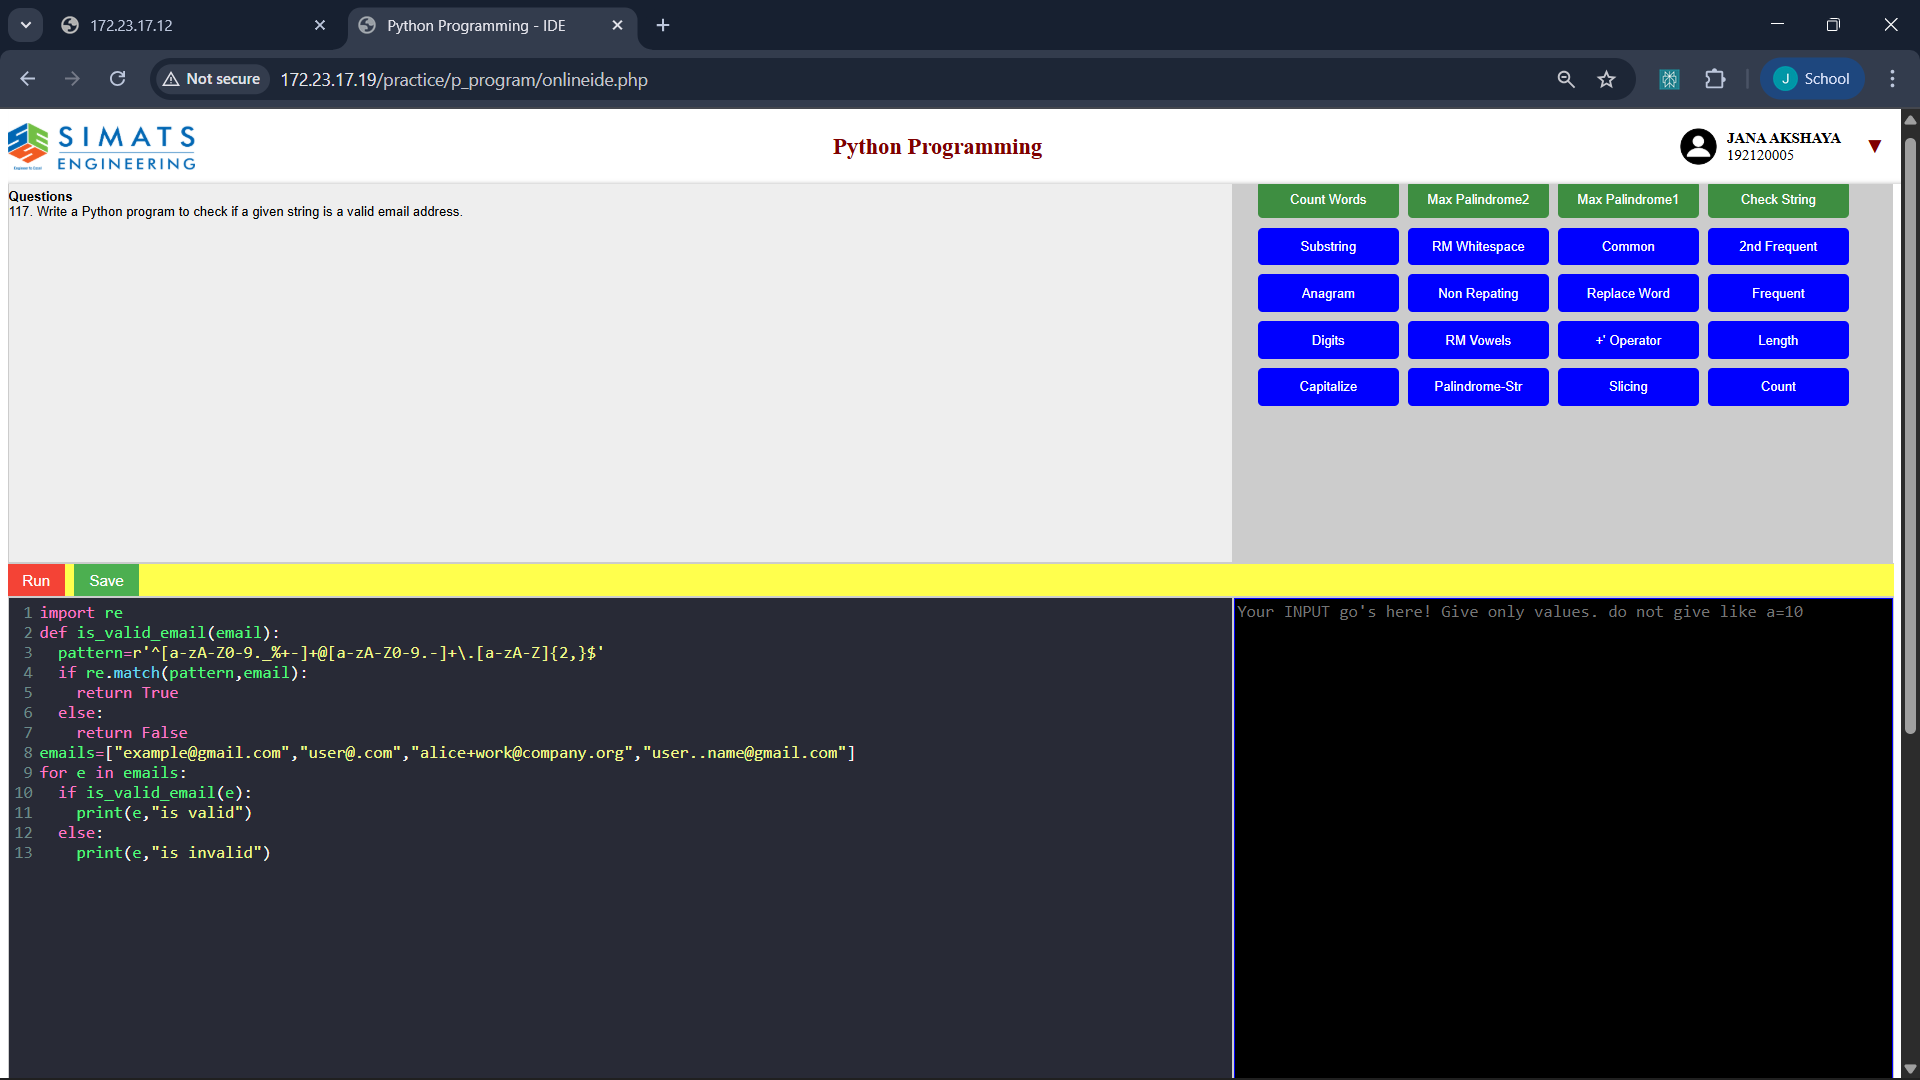 172.23.17.12
Python Programming - IDE
Not secure
172.23.17.19/practice/p_program/onlineide.php
J
School
SIMATS
ENGINEERING
Python Programming
JANA AKSHAYA
192120005
Questions
117. Write a Python program to check if a given string is a valid email address.
Count Words
Max Palindrome2
Max Palindrome1
Check String
Substring
RM Whitespace
Common
2nd Frequent
Anagram
Non Repating
Replace Word
Frequent
Digits
RM Vowels
+' Operator
Length
Capitalize
Palindrome-Str
Slicing
Count
Run
Save
1 import re
2 def is_valid_email(email):
3   pattern=r'^[a-zA-Z0-9._%+-]+@[a-zA-Z0-9.-]+\.[a-zA-Z]{2,}$'
4   if re.match(pattern,email):
5     return True
6   else:
7     return False
8 emails=["example@gmail.com","user@.com","alice+work@company.org","user..name@gmail.com"]
9 for e in emails:
10   if is_valid_email(e):
11     print(e,"is valid")
12   else:
13     print(e,"is invalid")
Your INPUT go's here! Give only values. do not give like a=10